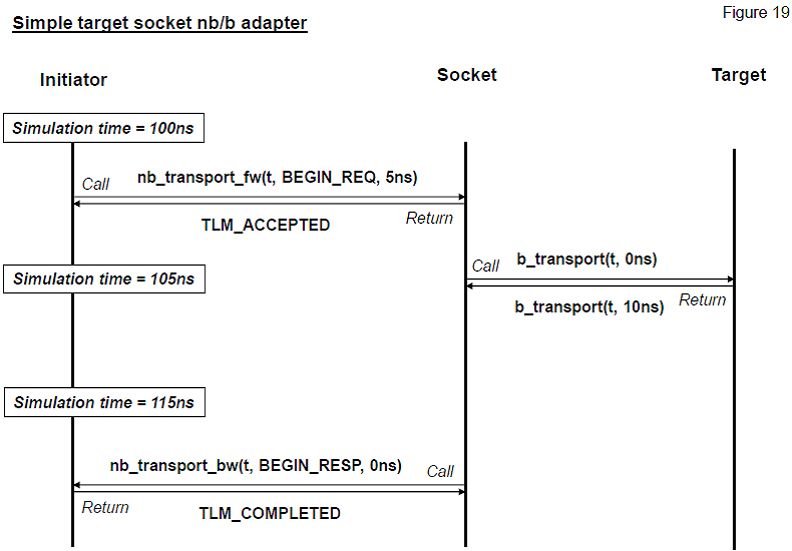 Figure 19
Simple target socket nb/b adapter
Initiator
Socket
Target
Simulation time = 100ns
Call
nb_transport_fw(t, BEGIN_REQ, 5ns)
TLM_ACCEPTED
Return
Call
b_transport(t, 0ns)
Simulation time = 105ns
b_transport(t, 10ns)
Return
Simulation time = 115ns
nb_transport_bw(t, BEGIN_RESP, 0ns)
Call
Return
TLM_COMPLETED